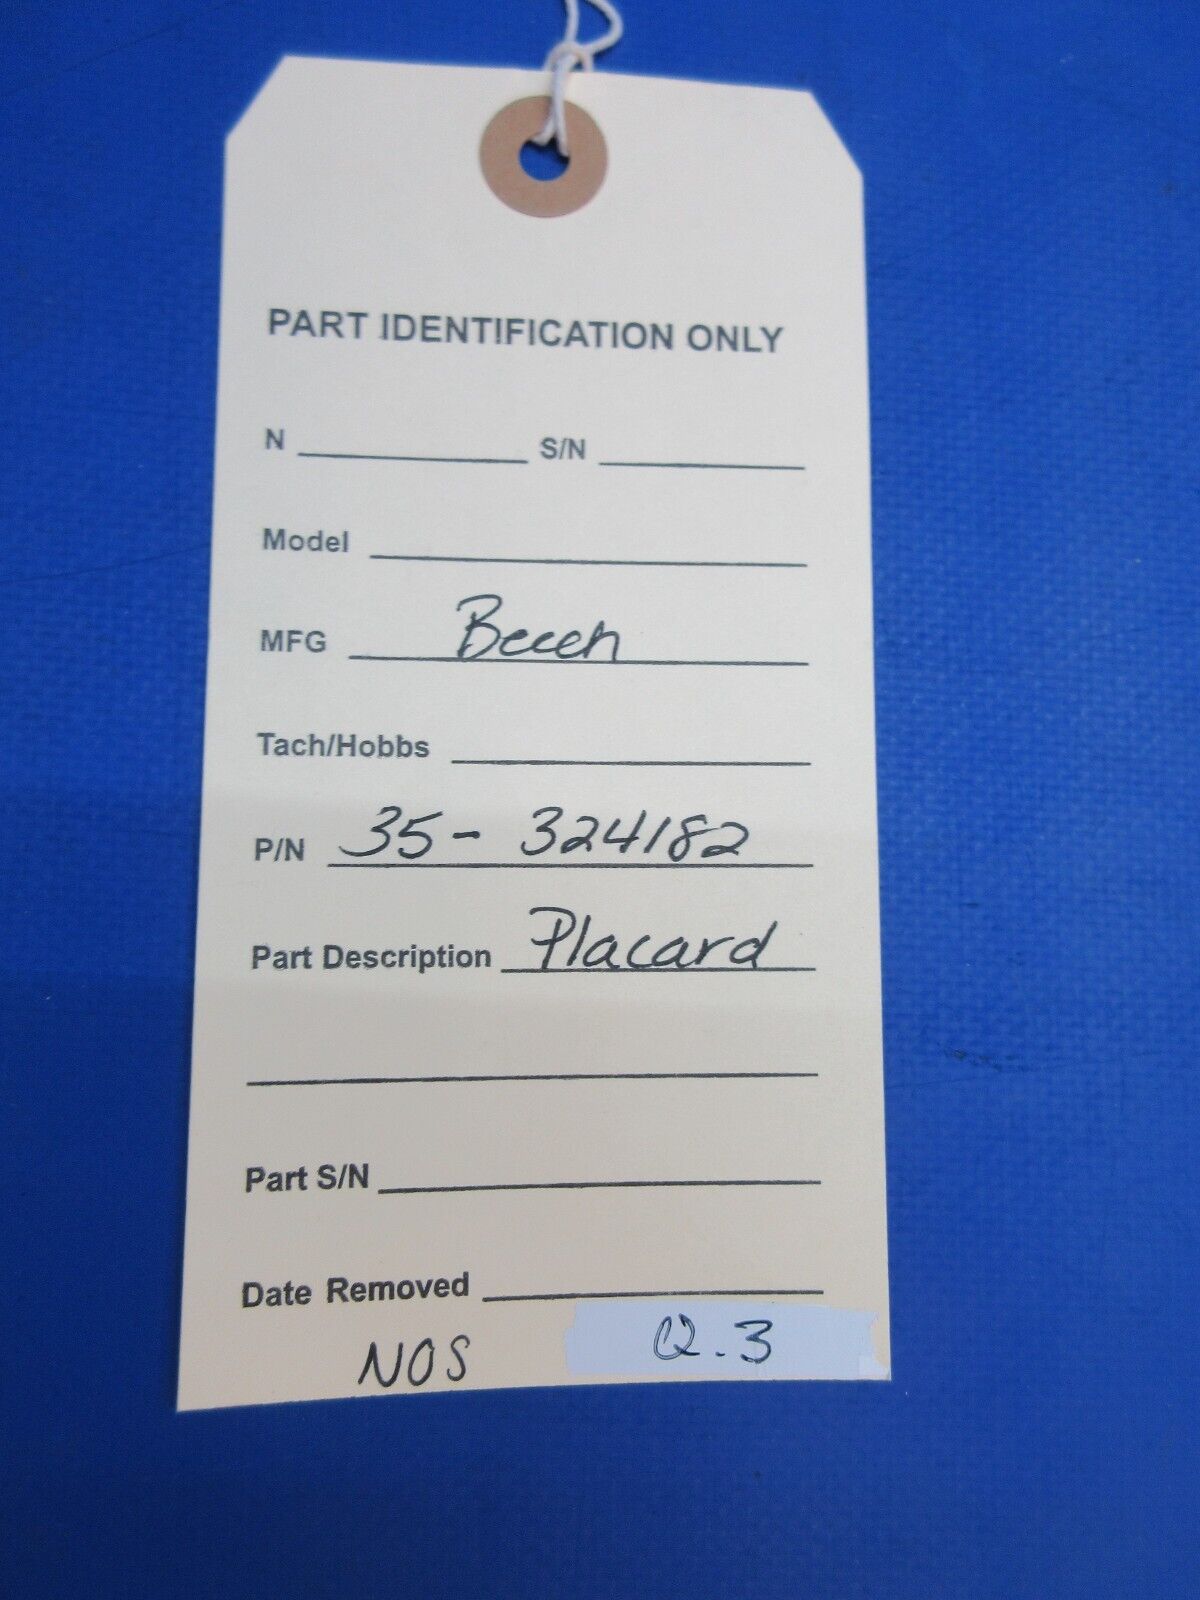 PART IDENTIFICATION ONLY
N S/N
Model
MFG Beech
Tach/Hobbs
P/N 35-324182
Part Description Placard
Part S/N
Date Removed
NOS Q.3